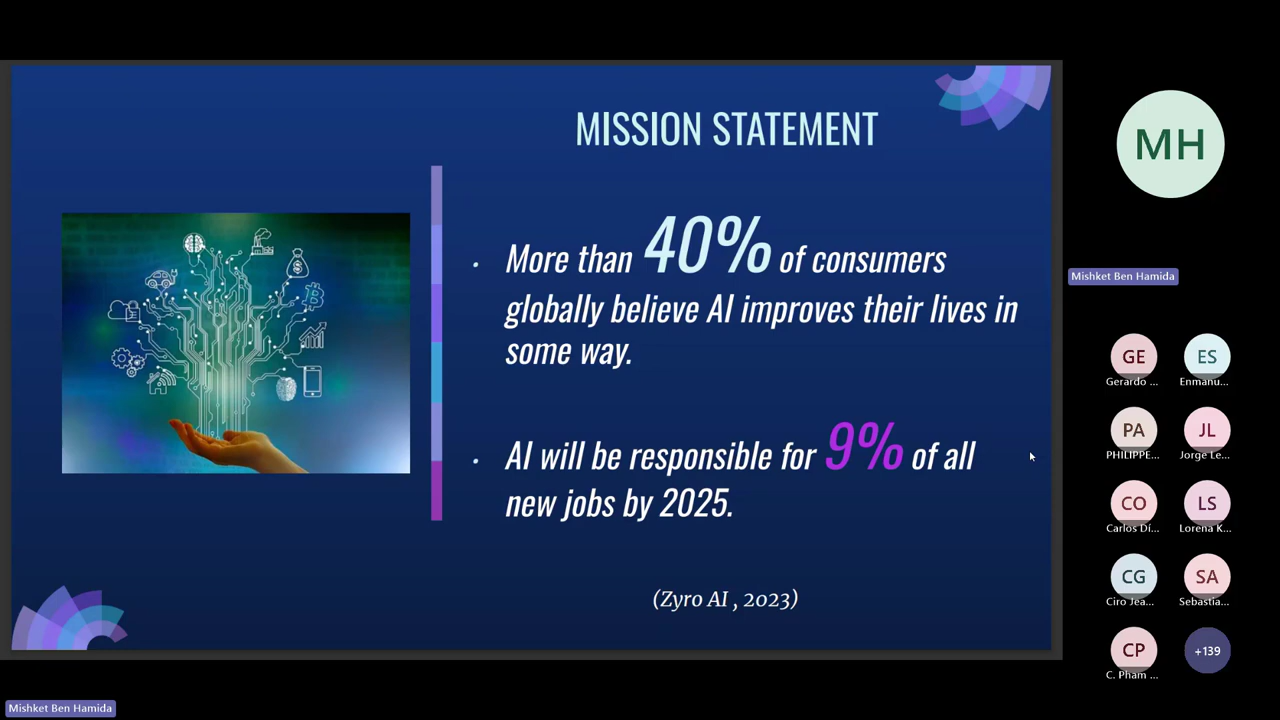 MISSION STATEMENT
• More than 40% of consumers
globally believe AI improves their lives in
some way.
• AI will be responsible for 9% of all
new jobs by 2025.
(Zyro AI , 2023)
MH
Mishket Ben Hamida
GE
ES
Gerardo ...
Enmanu...
PA
JL
PHILIPPE...
Jorge Le...
CO
LS
Carlos Dí...
Lorena K...
CG
SA
Ciro Jea...
Sebastia...
CP
+139
C. Pham ...
Mishket Ben Hamida